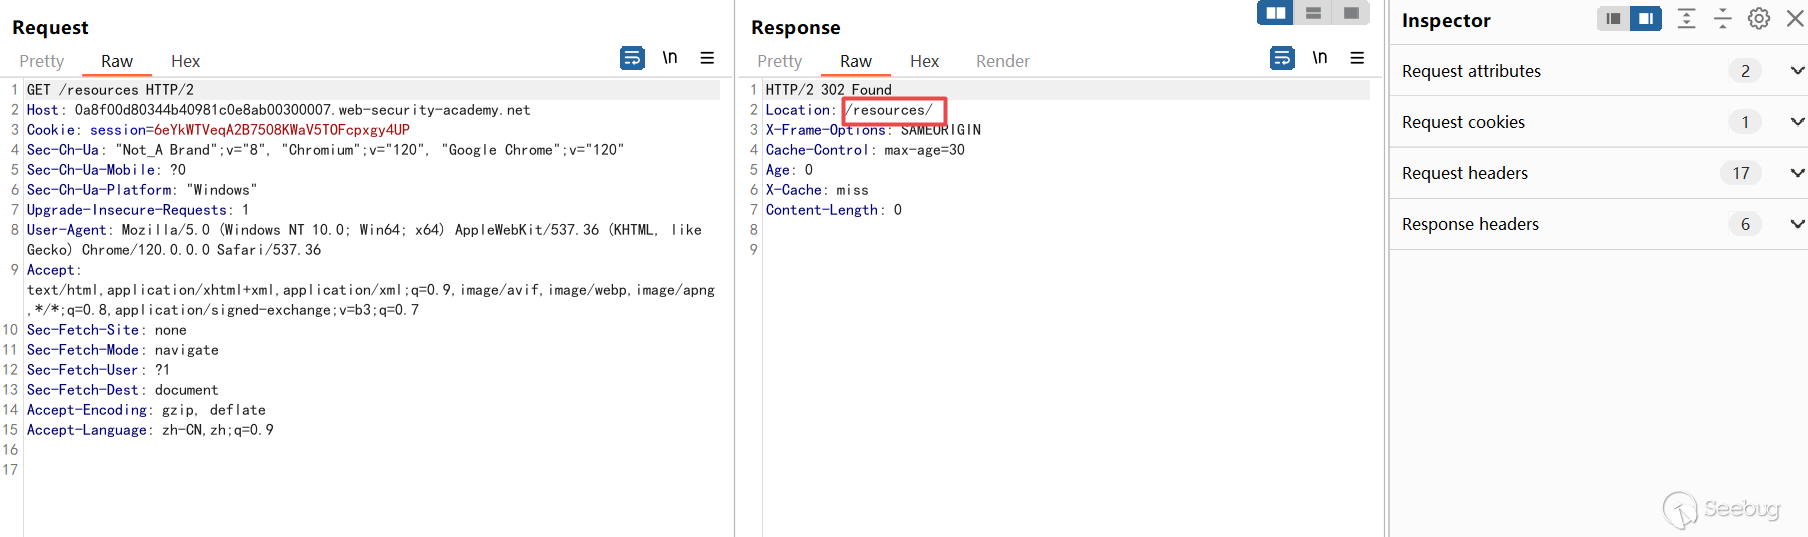 Request
Pretty Raw Hex
\n
1 GET /resources HTTP/2
2 Host: 0a8f00d80344b40981c0e8ab00300007.web-security-academy.net
3 Cookie: session=6eYkWTVeqA2B7508KWaV5TOFcpxgy4UP
4 Sec-Ch-Ua: "Not_A Brand";v="8", "Chromium";v="120", "Google Chrome";v="120"
5 Sec-Ch-Ua-Mobile: ?0
6 Sec-Ch-Ua-Platform: "Windows"
7 Upgrade-Insecure-Requests: 1
8 User-Agent: Mozilla/5.0 (Windows NT 10.0; Win64; x64) AppleWebKit/537.36 (KHTML, like
Gecko) Chrome/120.0.0.0 Safari/537.36
9 Accept:
text/html,application/xhtml+xml,application/xml;q=0.9,image/avif,image/webp,image/apng
,*/*;q=0.8,application/signed-exchange;v=b3;q=0.7
10 Sec-Fetch-Site: none
11 Sec-Fetch-Mode: navigate
12 Sec-Fetch-User: ?1
13 Sec-Fetch-Dest: document
14 Accept-Encoding: gzip, deflate
15 Accept-Language: zh-CN,zh;q=0.9
16
17
Response
Pretty Raw Hex Render
\n
1 HTTP/2 302 Found
2 Location: /resources/
3 X-Frame-Options: SAMEORIGIN
4 Cache-Control: max-age=30
5 Age: 0
6 X-Cache: miss
7 Content-Length: 0
8
9
Inspector
Request attributes 2
Request cookies 1
Request headers 17
Response headers 6
Seebug